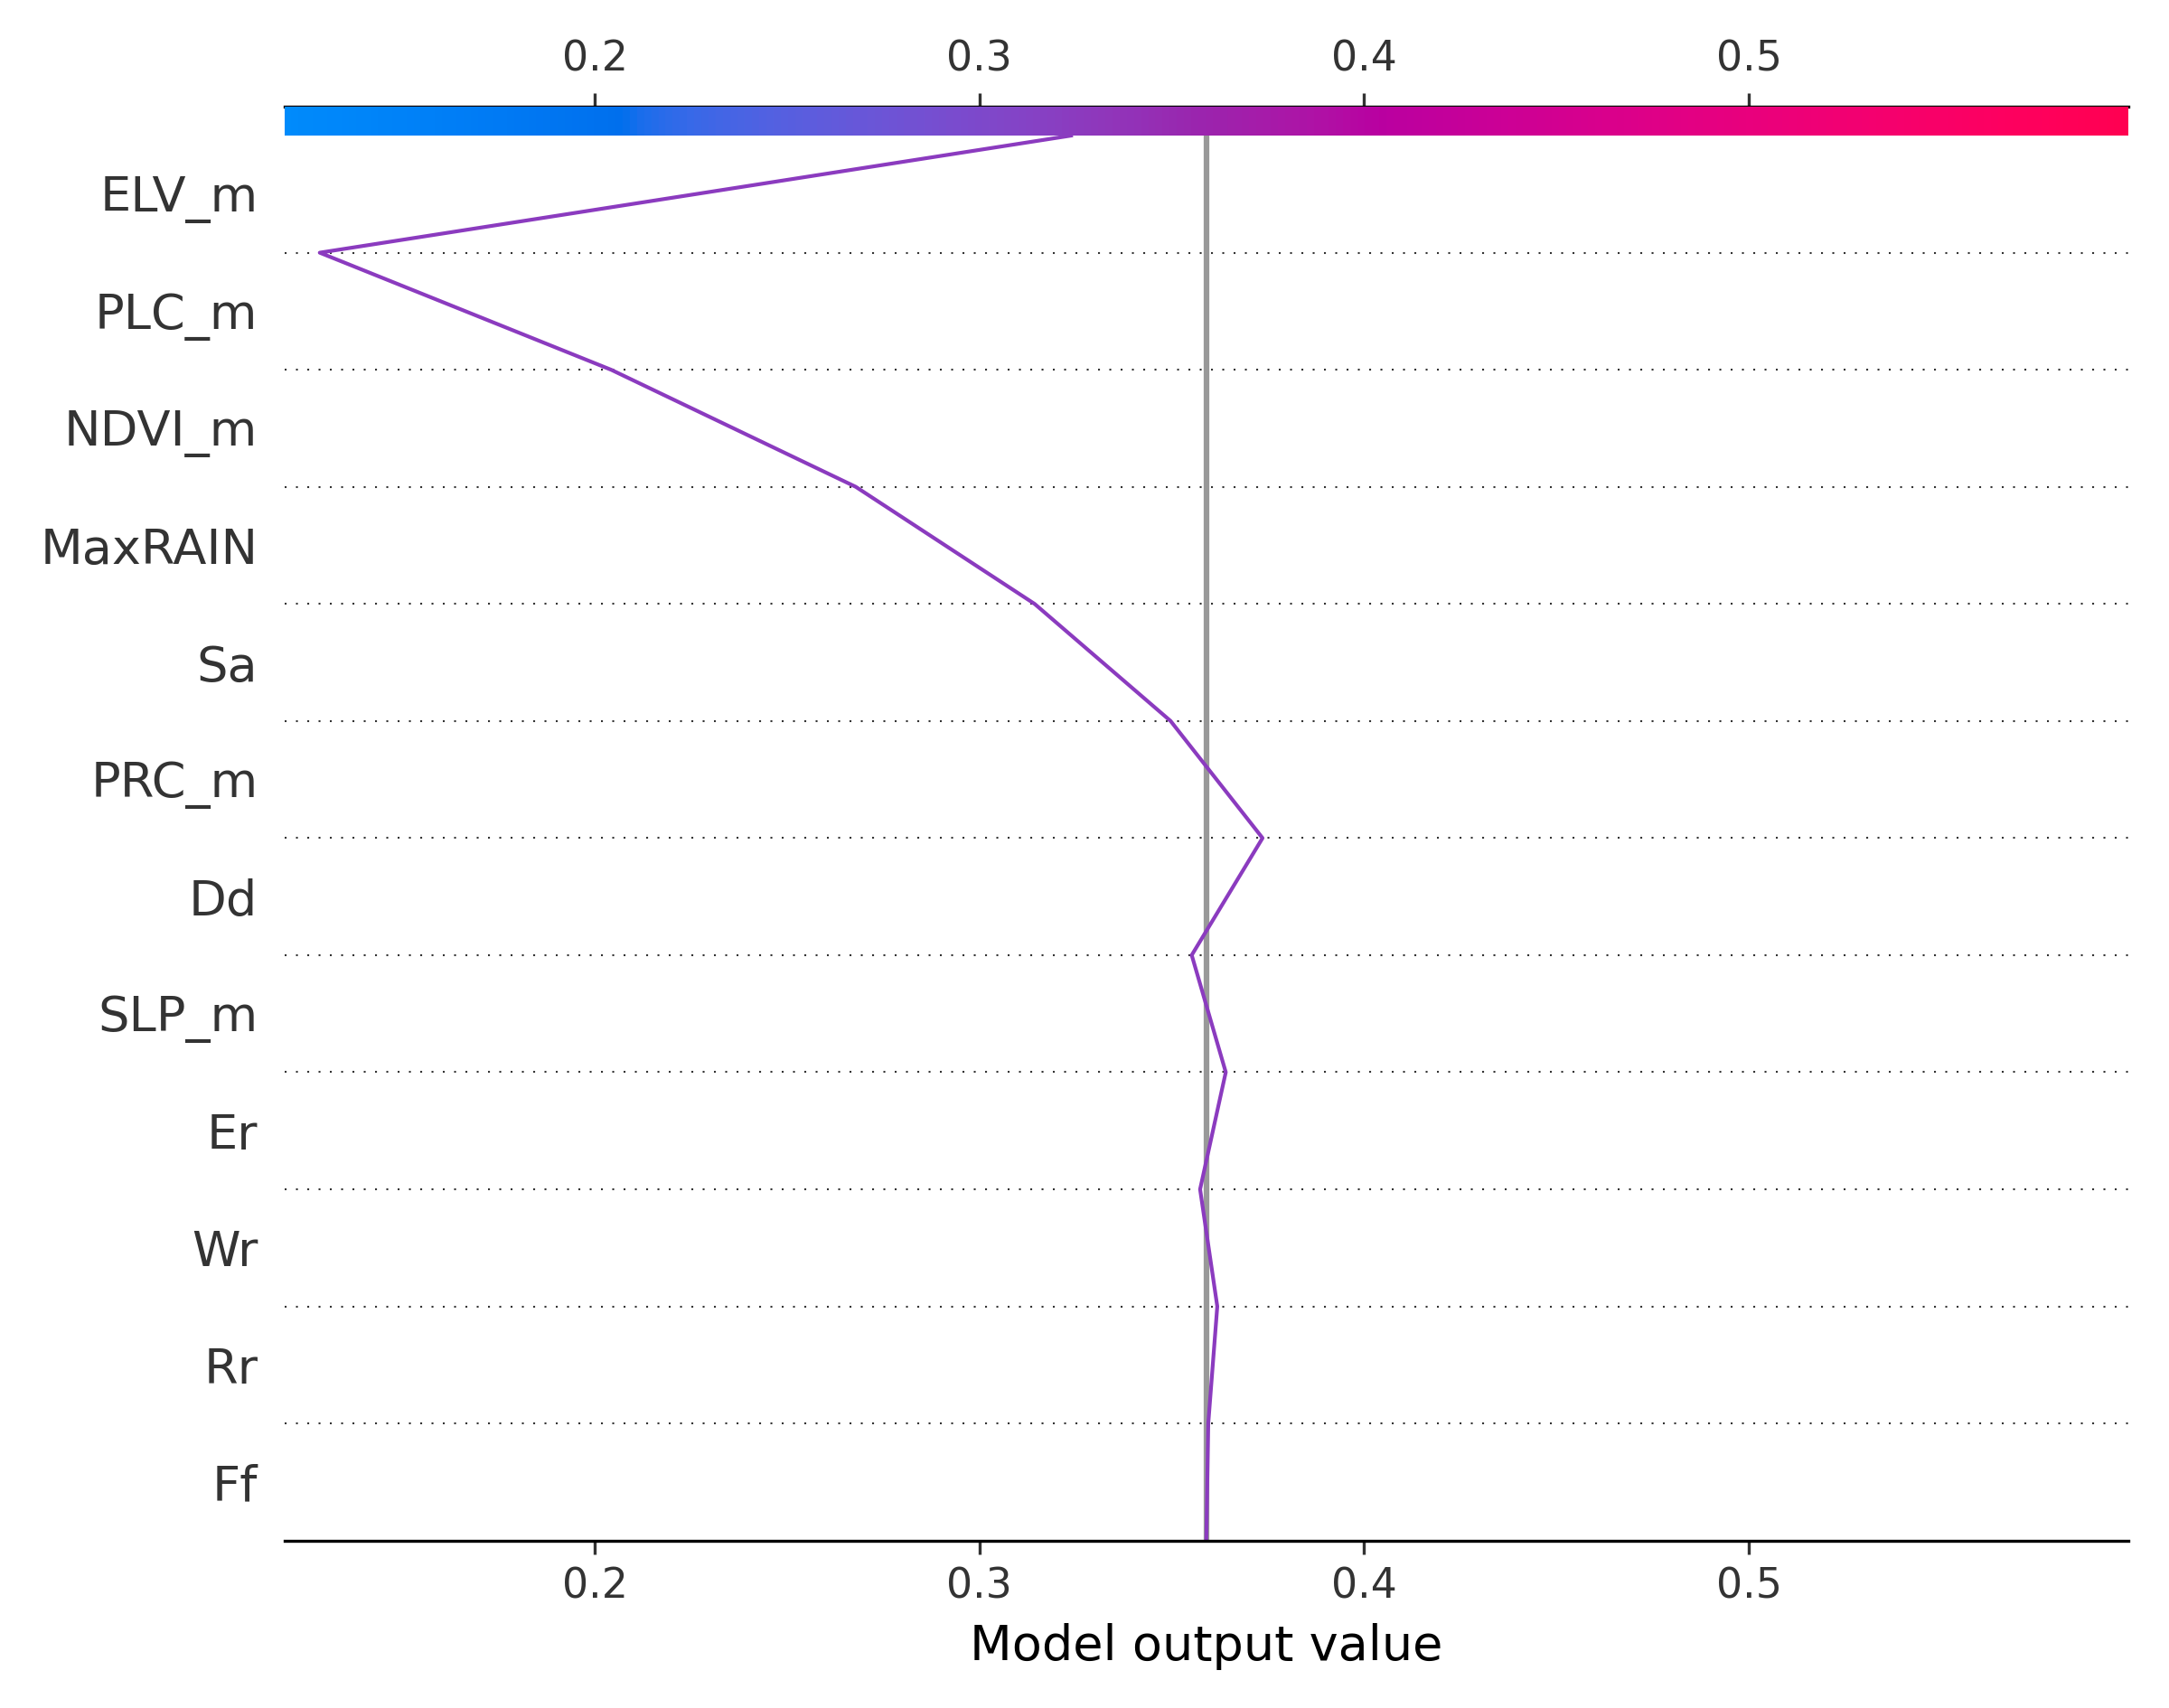 0.2 0.3 0.4 0.5
ELV_m
PLC_m
NDVI_m
MaxRAIN
Sa
PRC_m
Dd
SLP_m
Er
Wr
Rr
Ff
0.2 0.3 0.4 0.5
Model output value